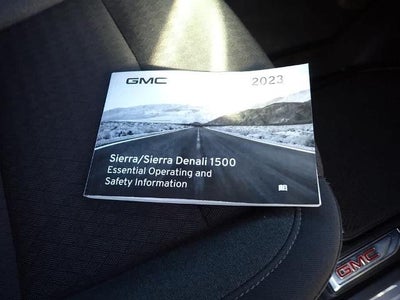 GMC 2023
Sierra/Sierra Denali 1500
Essential Operating and
Safety Information
GMC